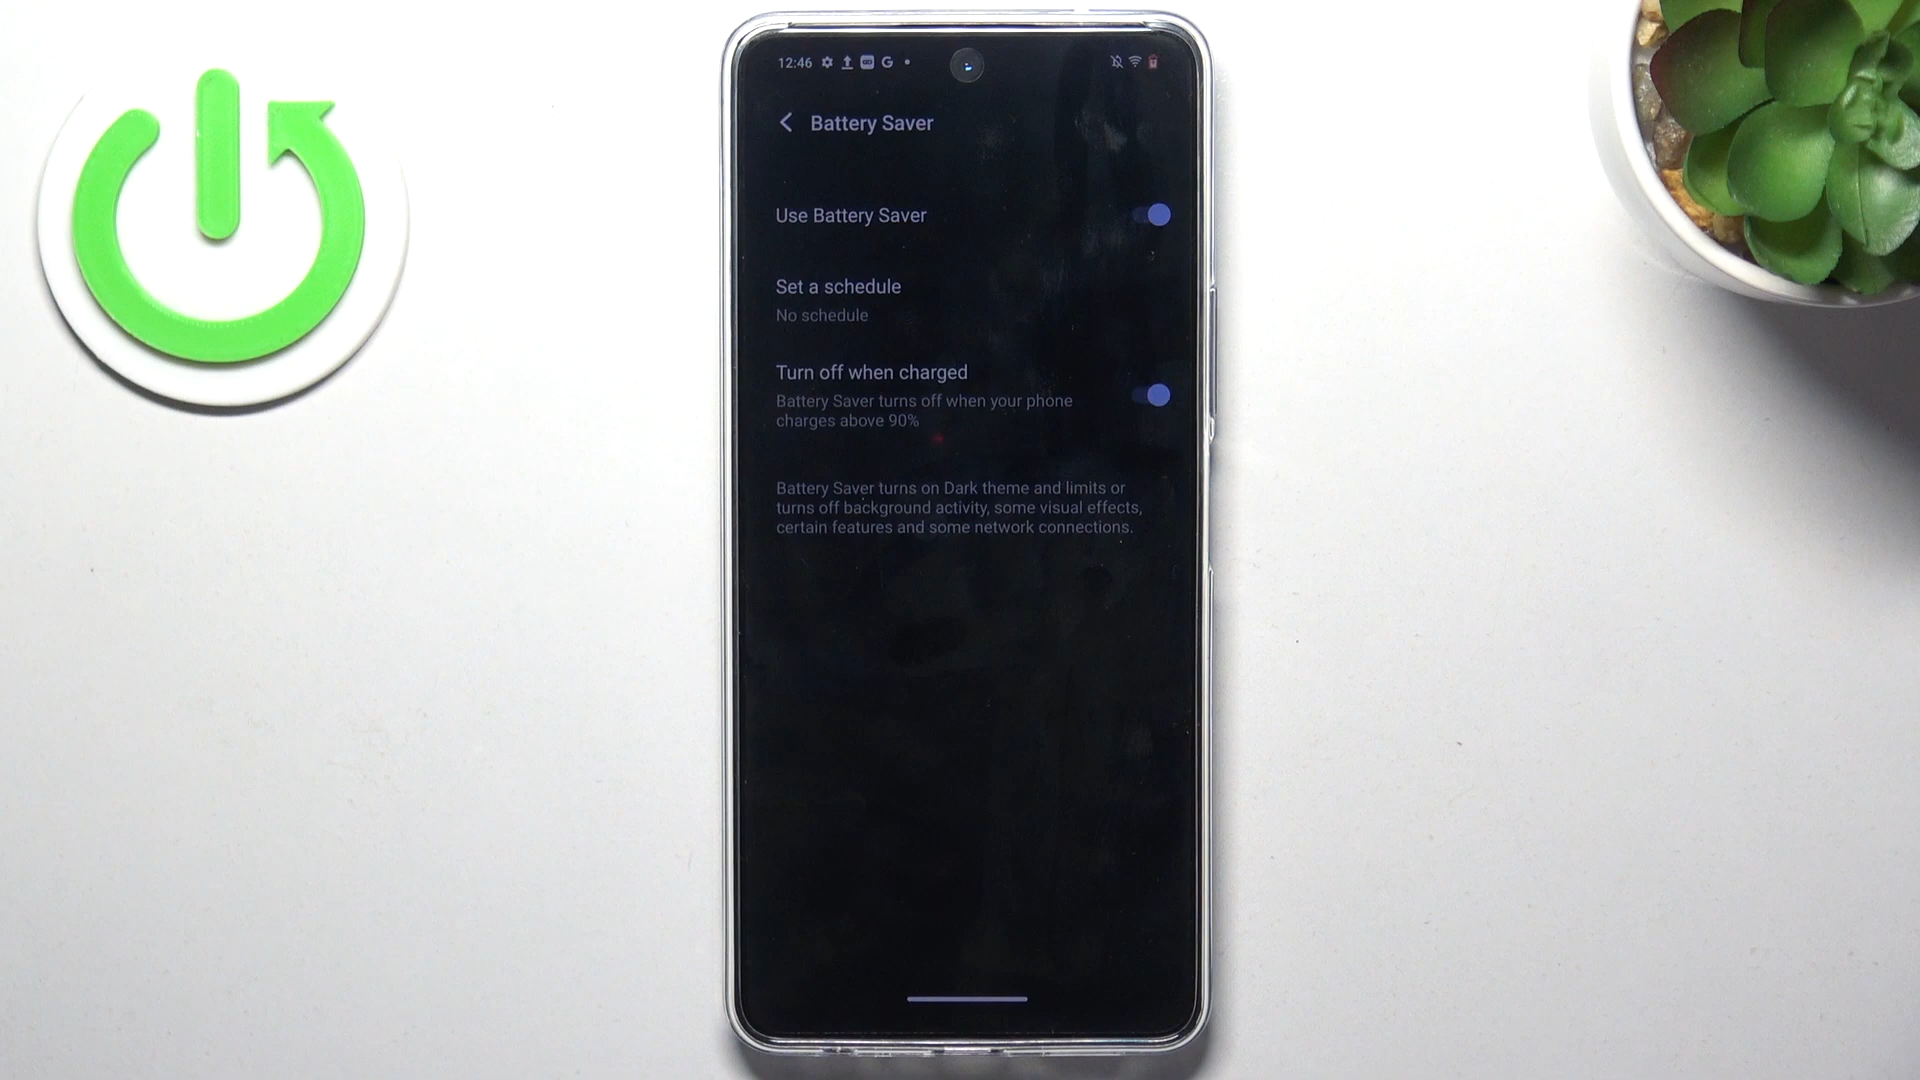 12:46 G
Battery Saver
Use Battery Saver
Set a schedule
No schedule
Turn off when charged
Battery Saver turns off when your phone
charges above 90%
Battery Saver turns on Dark theme and limits or
turns off background activity, some visual effects,
certain features and some network connections.